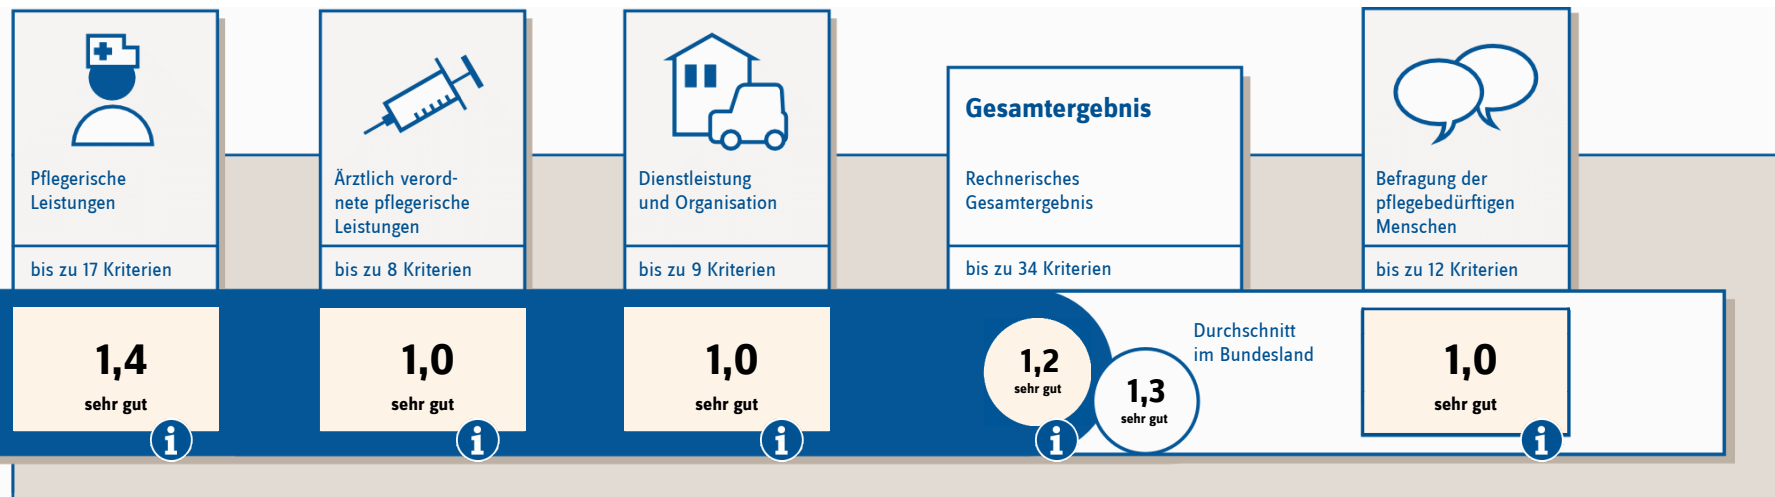 Pflegerische
Leistungen
bis zu 17 Kriterien
1,4
sehr gut
i
Ärztlich verord-
nete pflegerische
Leistungen
bis zu 8 Kriterien
1,0
sehr gut
i
Dienstleistung
und Organisation
bis zu 9 Kriterien
1,0
sehr gut
i
Gesamtergebnis
Rechnerisches
Gesamtergebnis
bis zu 34 Kriterien
1,2
sehr gut
i
1,3
sehr gut
Durchschnitt
im Bundesland
Befragung der
pflegebedürftigen
Menschen
bis zu 12 Kriterien
1,0
sehr gut
i